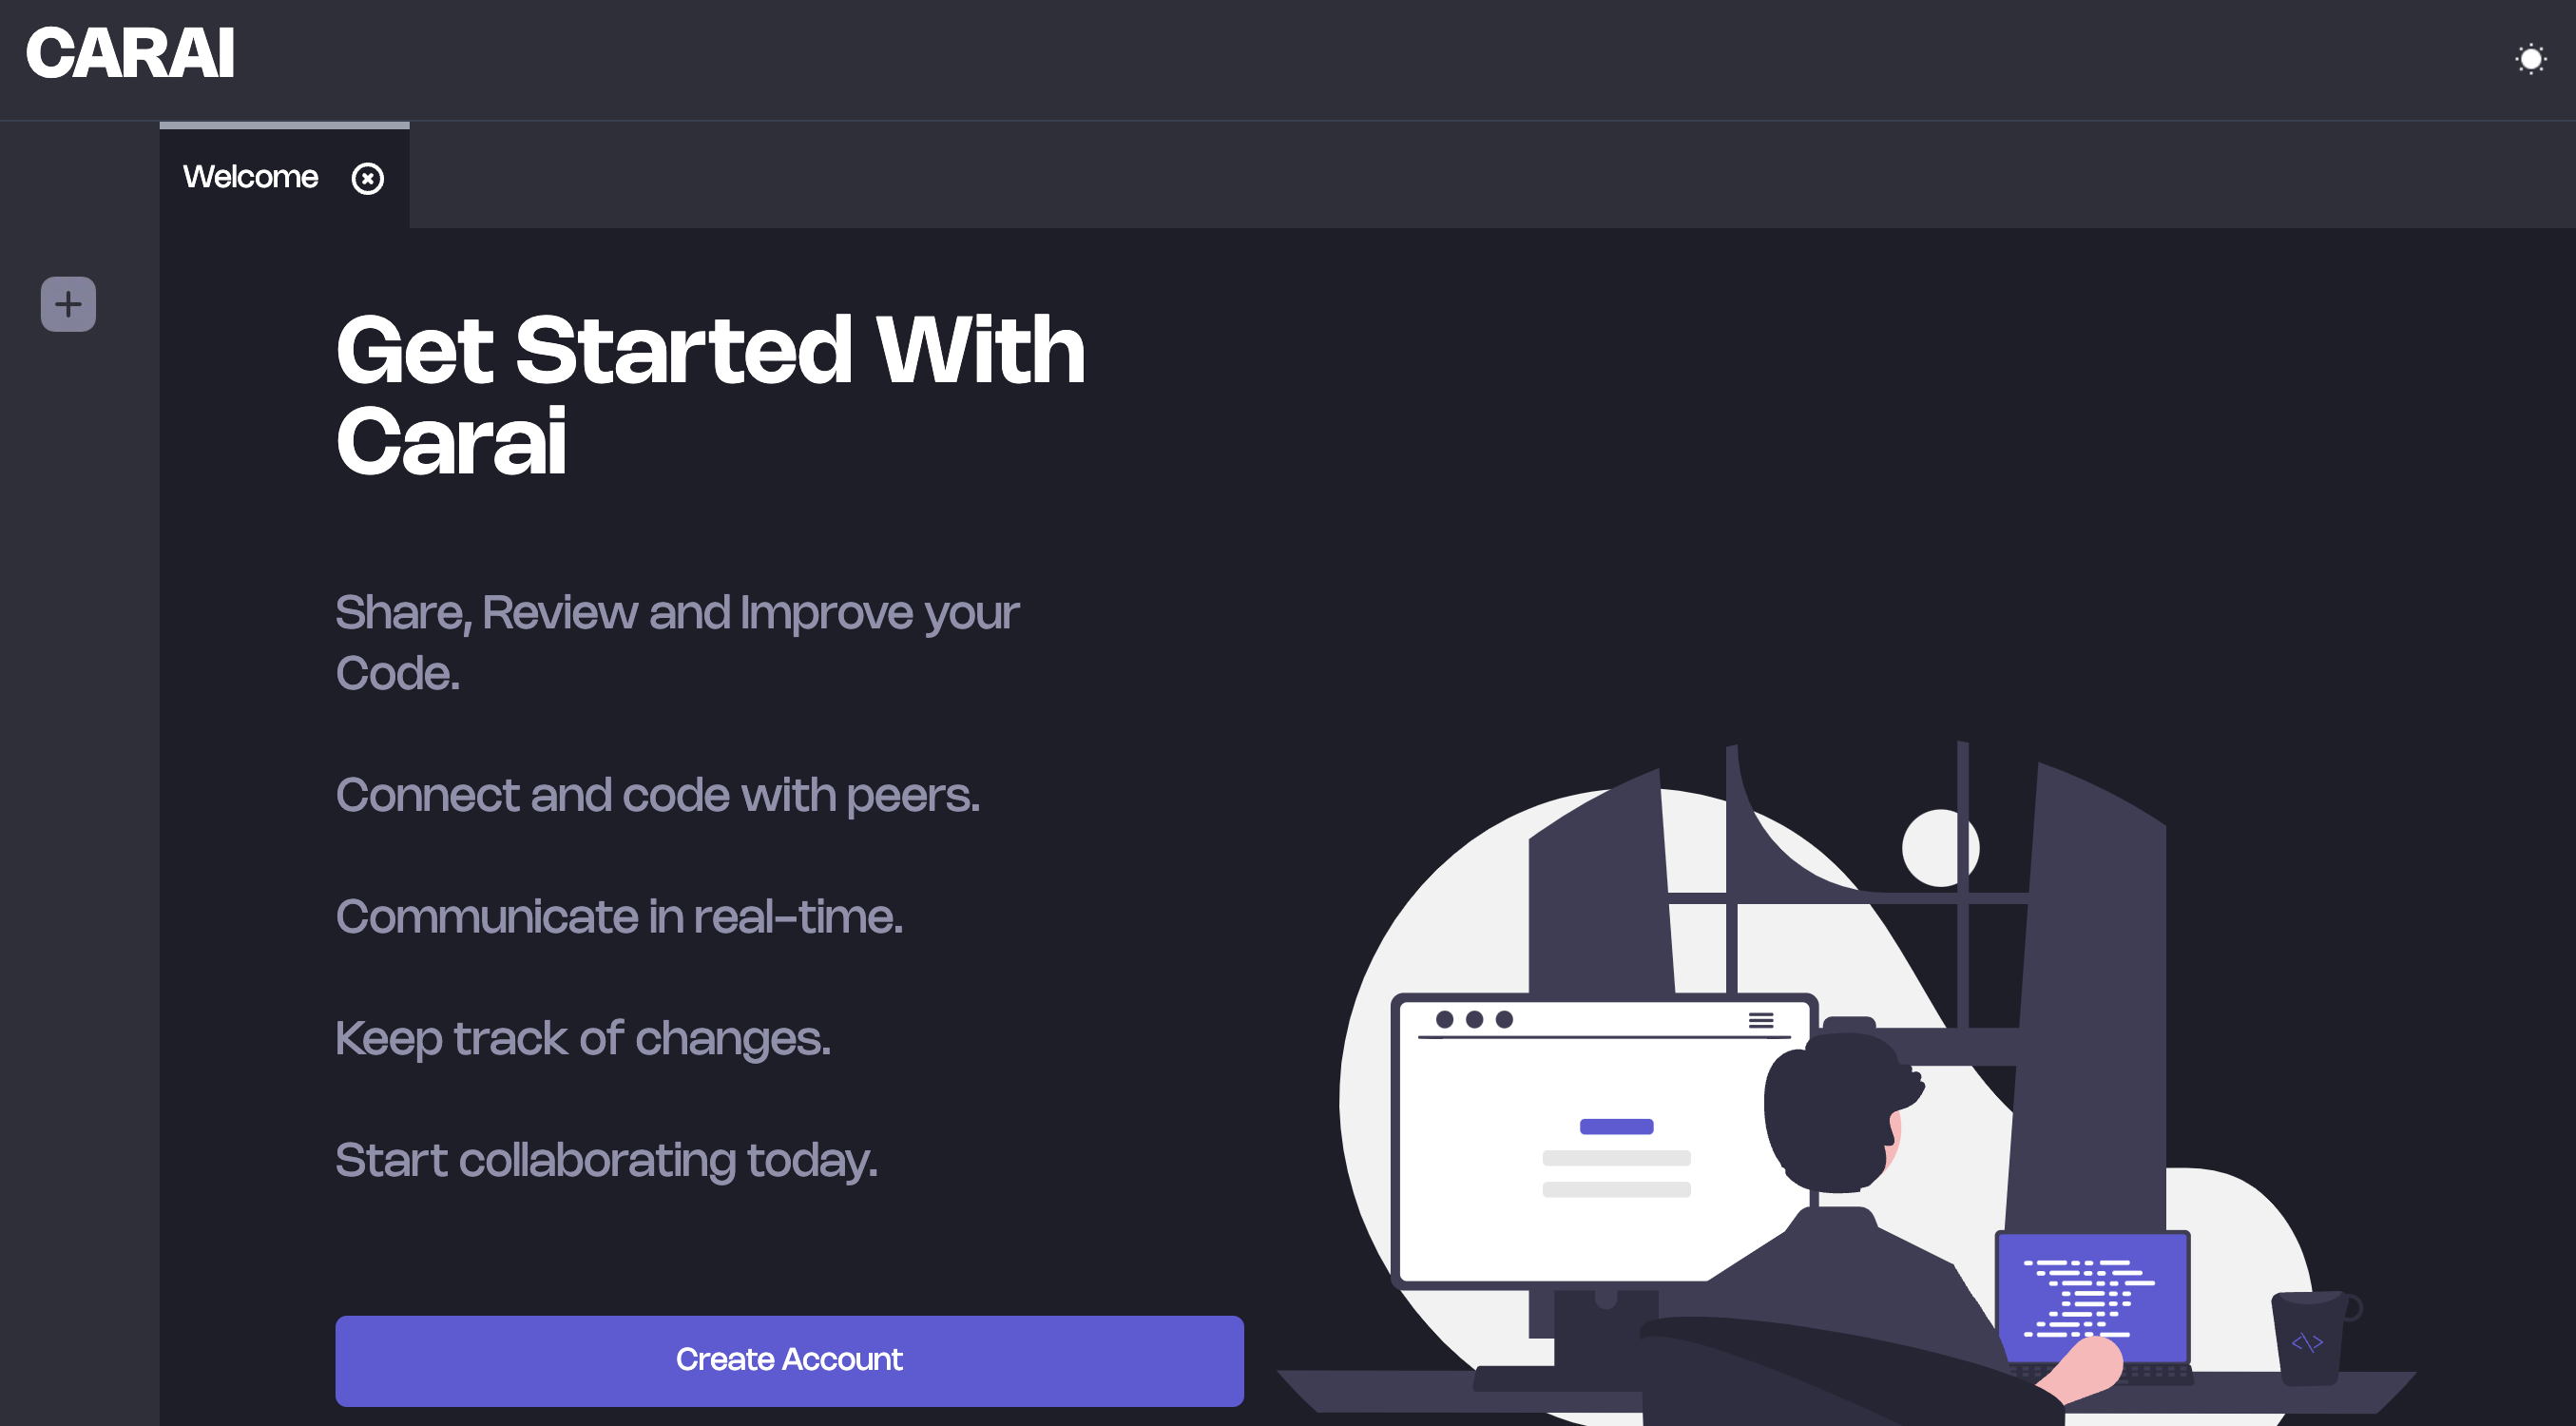 CARAI
Welcome
Get Started With
Carai
Share, Review and Improve your
Code.
Connect and code with peers.
Communicate in real-time.
Keep track of changes.
Start collaborating today.
Create Account
<\>